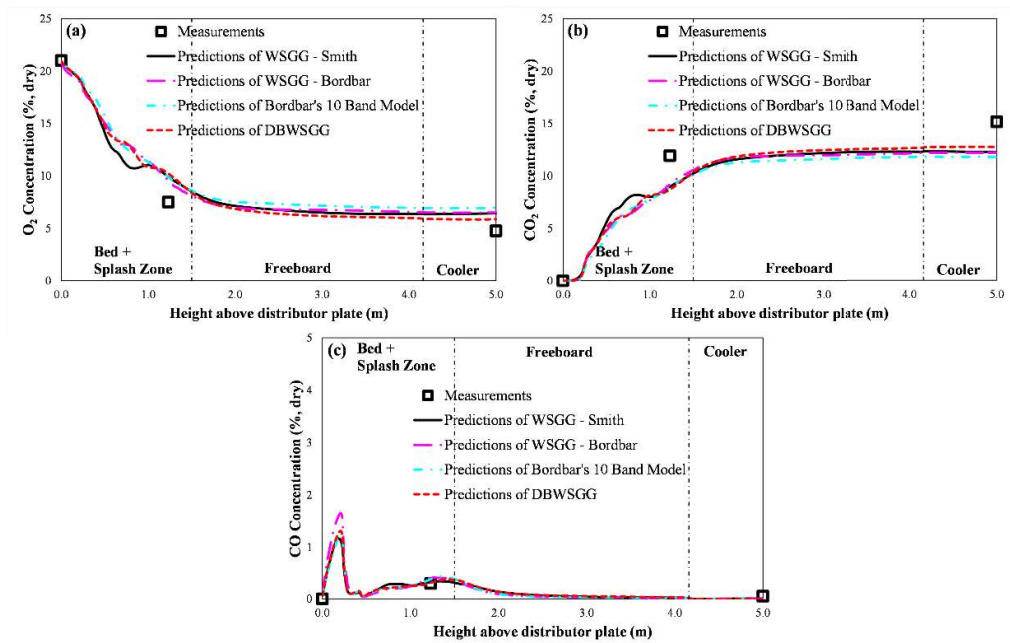 (a)
Measurements
Predictions of WSGG - Smith
Predictions of WSGG - Bordbar
Predictions of Bordbar's 10 Band Model
Predictions of DBWSGG
O2 Concentration (%, dry)
25
20
15
10
5
0
Bed +
Splash Zone
Freeboard
Cooler
0.0 1.0 2.0 3.0 4.0 5.0
Height above distributor plate (m)
(b)
Measurements
Predictions of WSGG - Smith
Predictions of WSGG - Bordbar
Predictions of Bordbar's 10 Band Model
Predictions of DBWSGG
CO2 Concentration (%, dry)
25
20
15
10
5
0
Bed +
Splash Zone
Freeboard
Cooler
0.0 1.0 2.0 3.0 4.0 5.0
Height above distributor plate (m)
(c)
Bed +
Splash Zone
Freeboard
Cooler
Measurements
Predictions of WSGG - Smith
Predictions of WSGG - Bordbar
Predictions of Bordbar's 10 Band Model
Predictions of DBWSGG
CO Concentration (%, dry)
5
4
3
2
1
0
0.0 1.0 2.0 3.0 4.0 5.0
Height above distributor plate (m)